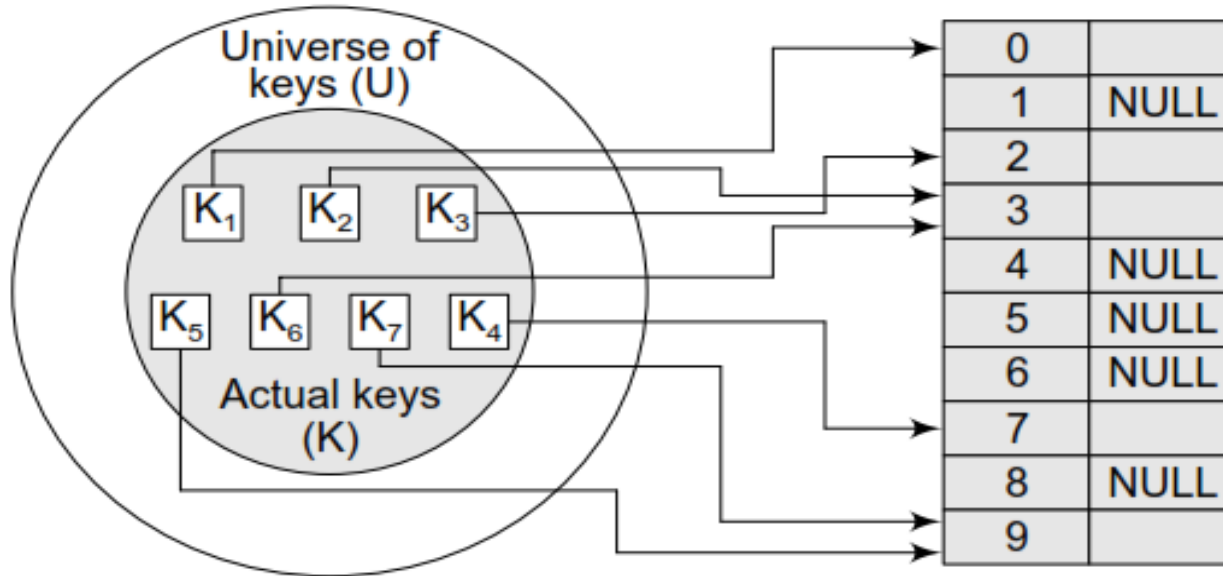 Universe of
keys (U)
K₁ K₂ K₃
K₅ K₆ K₇ K₄
Actual keys
(K)
0
1 NULL
2
3
4 NULL
5 NULL
6 NULL
7
8 NULL
9